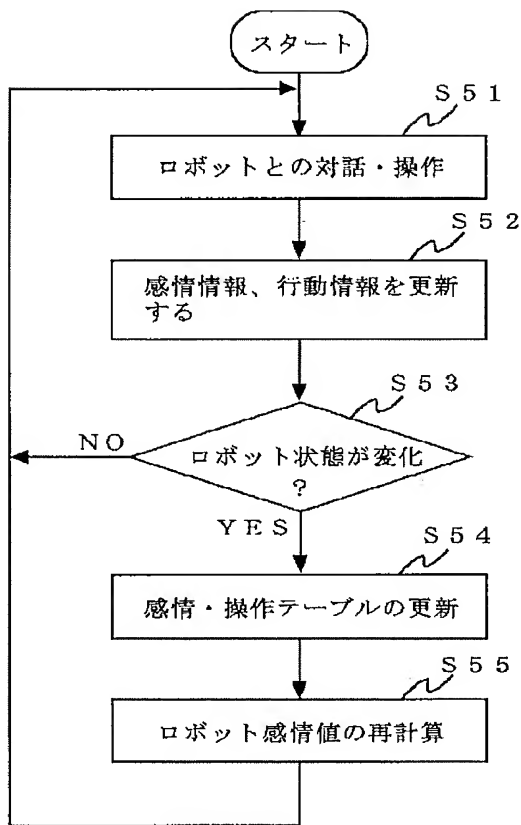 スタート
S51
ロボットとの対話・操作
S52
感情情報、行動情報を更新
する
S53
NO
ロボット状態が変化
?
YES
S54
感情・操作テーブルの更新
S55
ロボット感情値の再計算